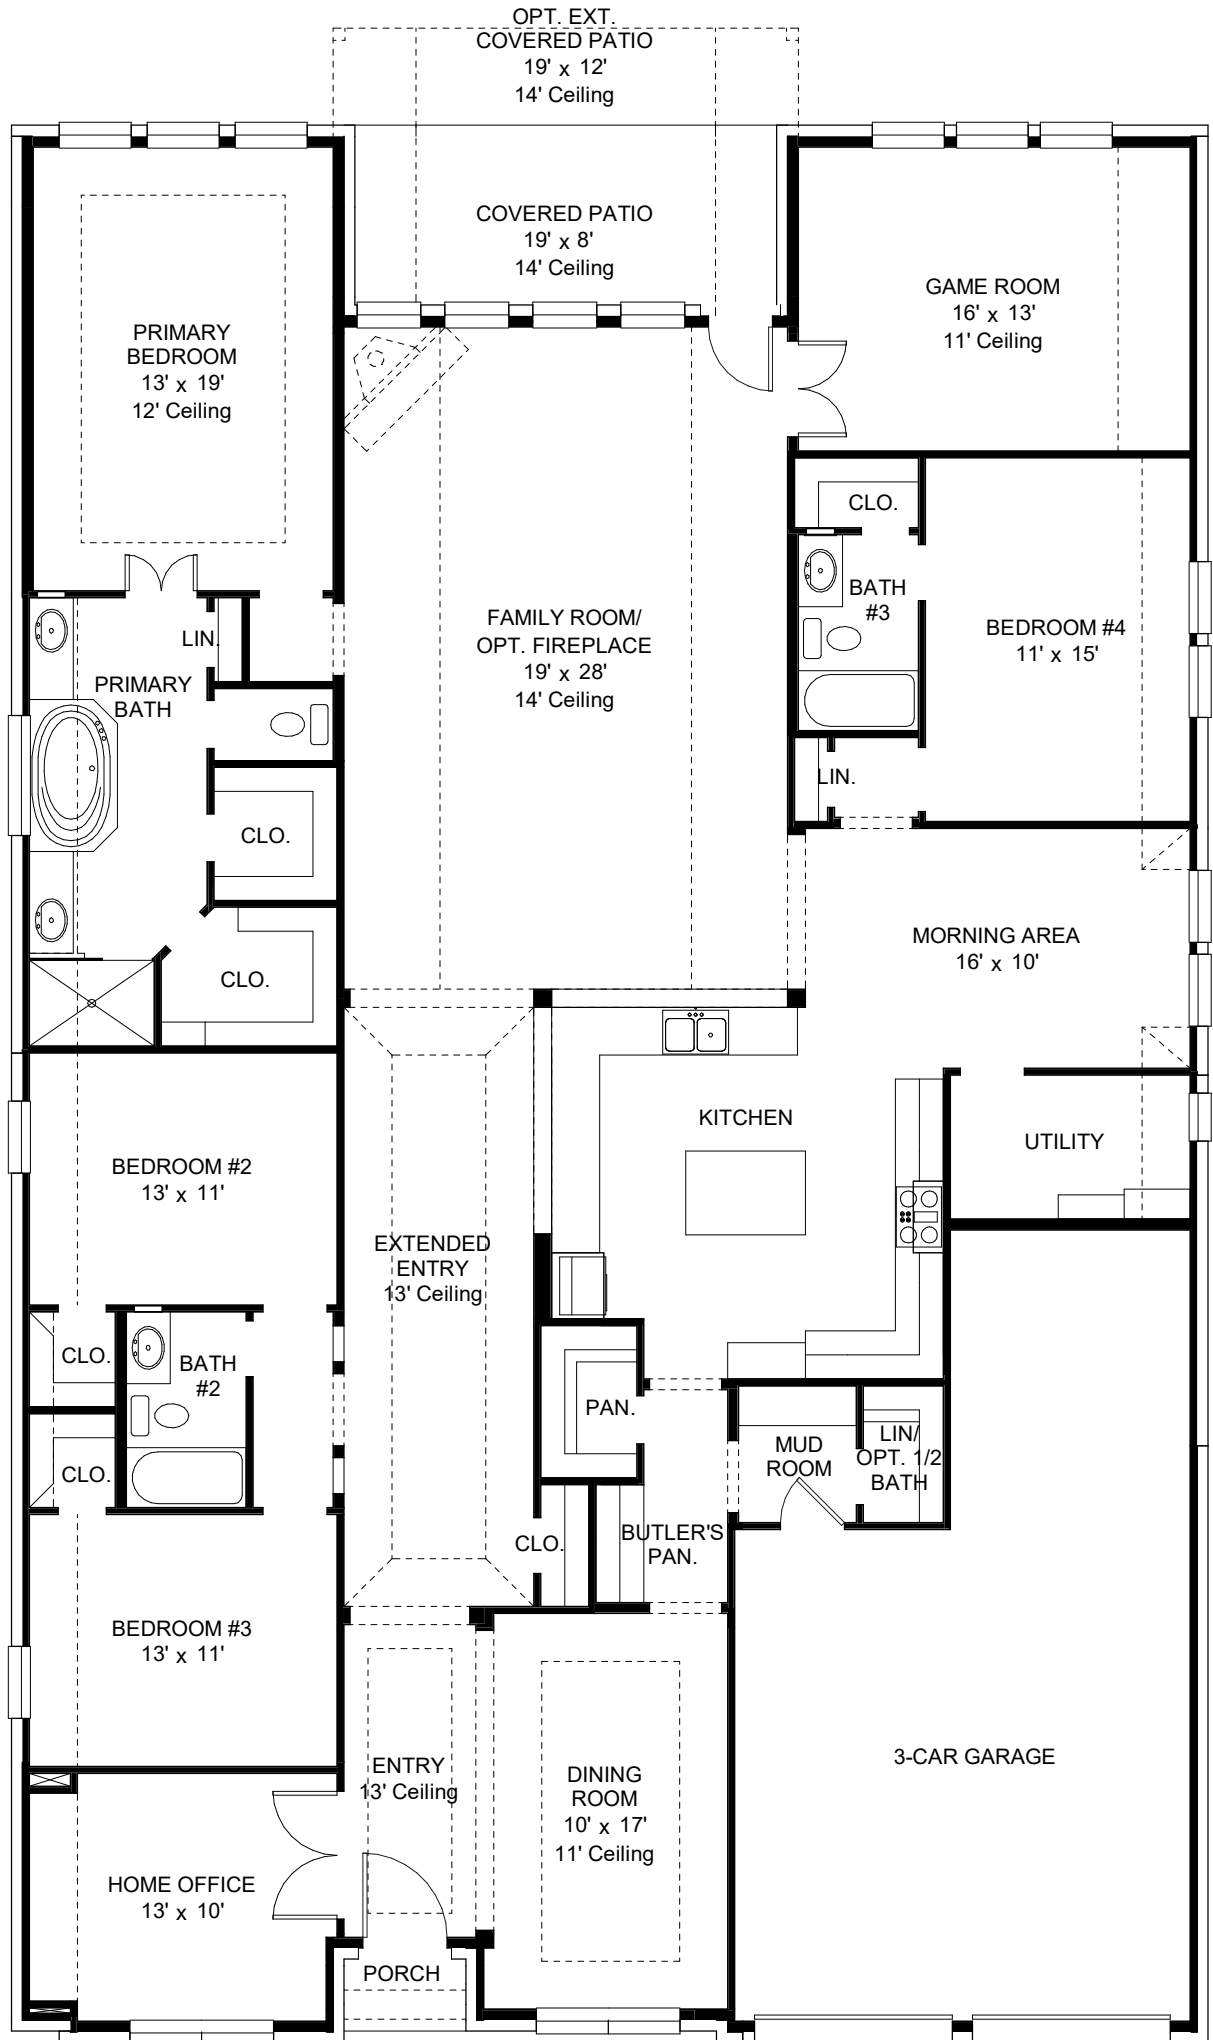 OPT. EXT.
COVERED PATIO
19' x 12'
14' Ceiling
COVERED PATIO
19' x 8'
14' Ceiling
GAME ROOM
16' x 13'
11' Ceiling
PRIMARY
BEDROOM
13' x 19'
12' Ceiling
CLO.
BATH
#3
FAMILY ROOM/
OPT. FIREPLACE
19' x 28'
14' Ceiling
BEDROOM #4
11' x 15'
LIN.
PRIMARY
BATH
LIN.
CLO.
MORNING AREA
16' x 10'
CLO.
KITCHEN
UTILITY
BEDROOM #2
13' x 11'
EXTENDED
ENTRY
13' Ceiling
CLO.
BATH
#2
PAN.
MUD
ROOM
LIN/
OPT. 1/2
BATH
CLO.
CLO.
BUTLER'S
PAN.
BEDROOM #3
13' x 11'
3-CAR GARAGE
ENTRY
13' Ceiling
DINING
ROOM
10' x 17'
11' Ceiling
HOME OFFICE
13' x 10'
PORCH